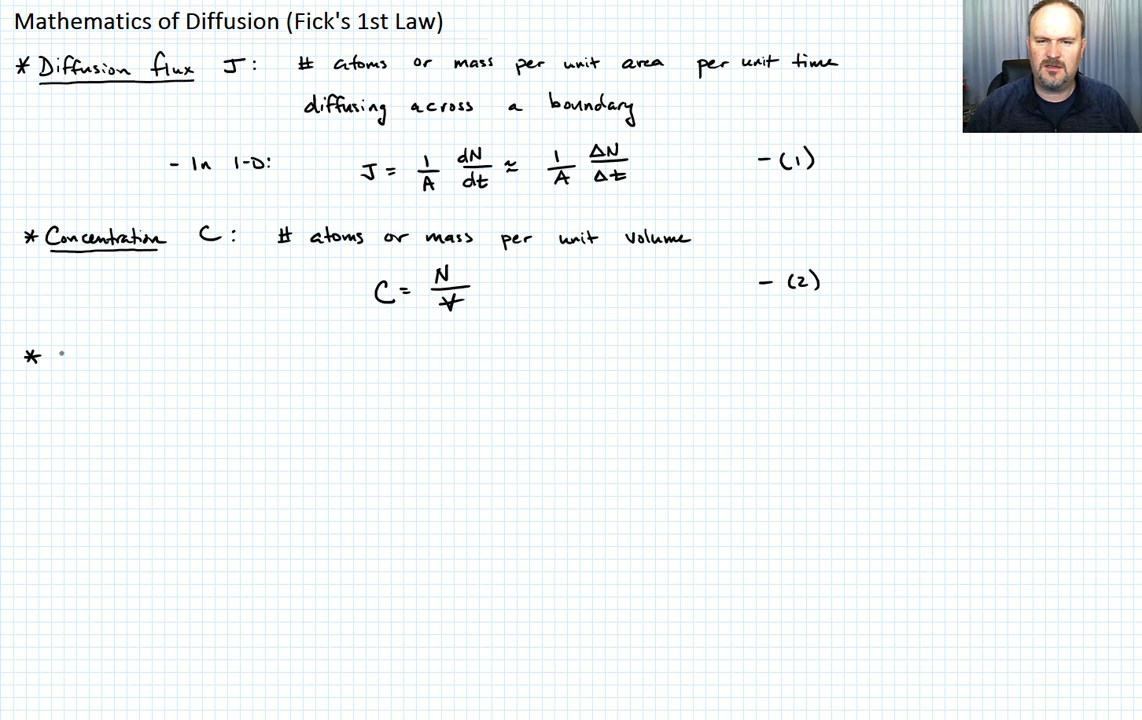 Mathematics of Diffusion (Fick's 1st Law)
* Diffusion flux J: # atoms or mass per unit area per unit time
diffusing across a boundary
- In 1-D: J = 1/A dN/dt ≈ 1/A ΔN/Δt - (1)
* Concentration C: # atoms or mass per unit volume
C = N/V - (2)
*